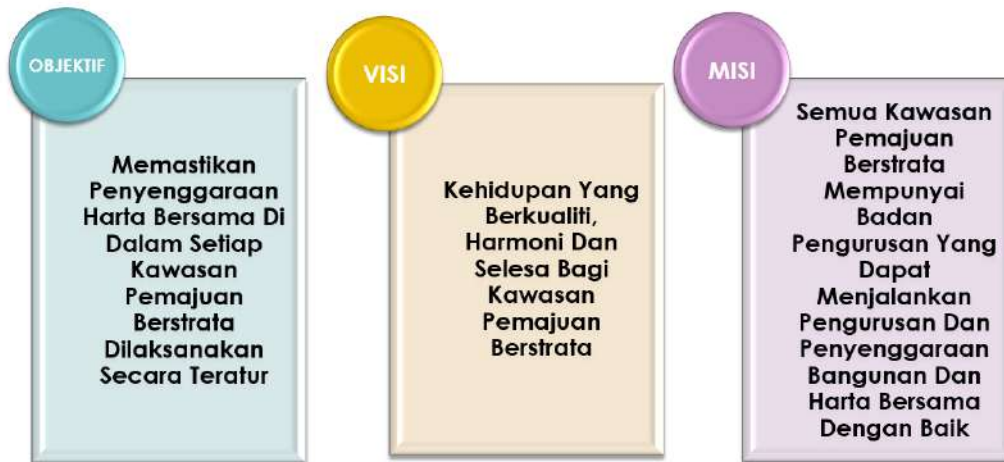 OBJEKTIF
Memastikan
Penyenggaraan
Harta Bersama Di
Dalam Setiap
Kawasan
Pemajuan
Berstrata
Dilaksanakan
Secara Teratur
VISI
Kehidupan Yang
Berkualiti,
Harmoni Dan
Selesa Bagi
Kawasan
Pemajuan
Berstrata
MISI
Semua Kawasan
Pemajuan
Berstrata
Mempunyai
Badan
Pengurusan Yang
Dapat
Menjalankan
Pengurusan Dan
Penyenggaraan
Bangunan Dan
Harta Bersama
Dengan Baik